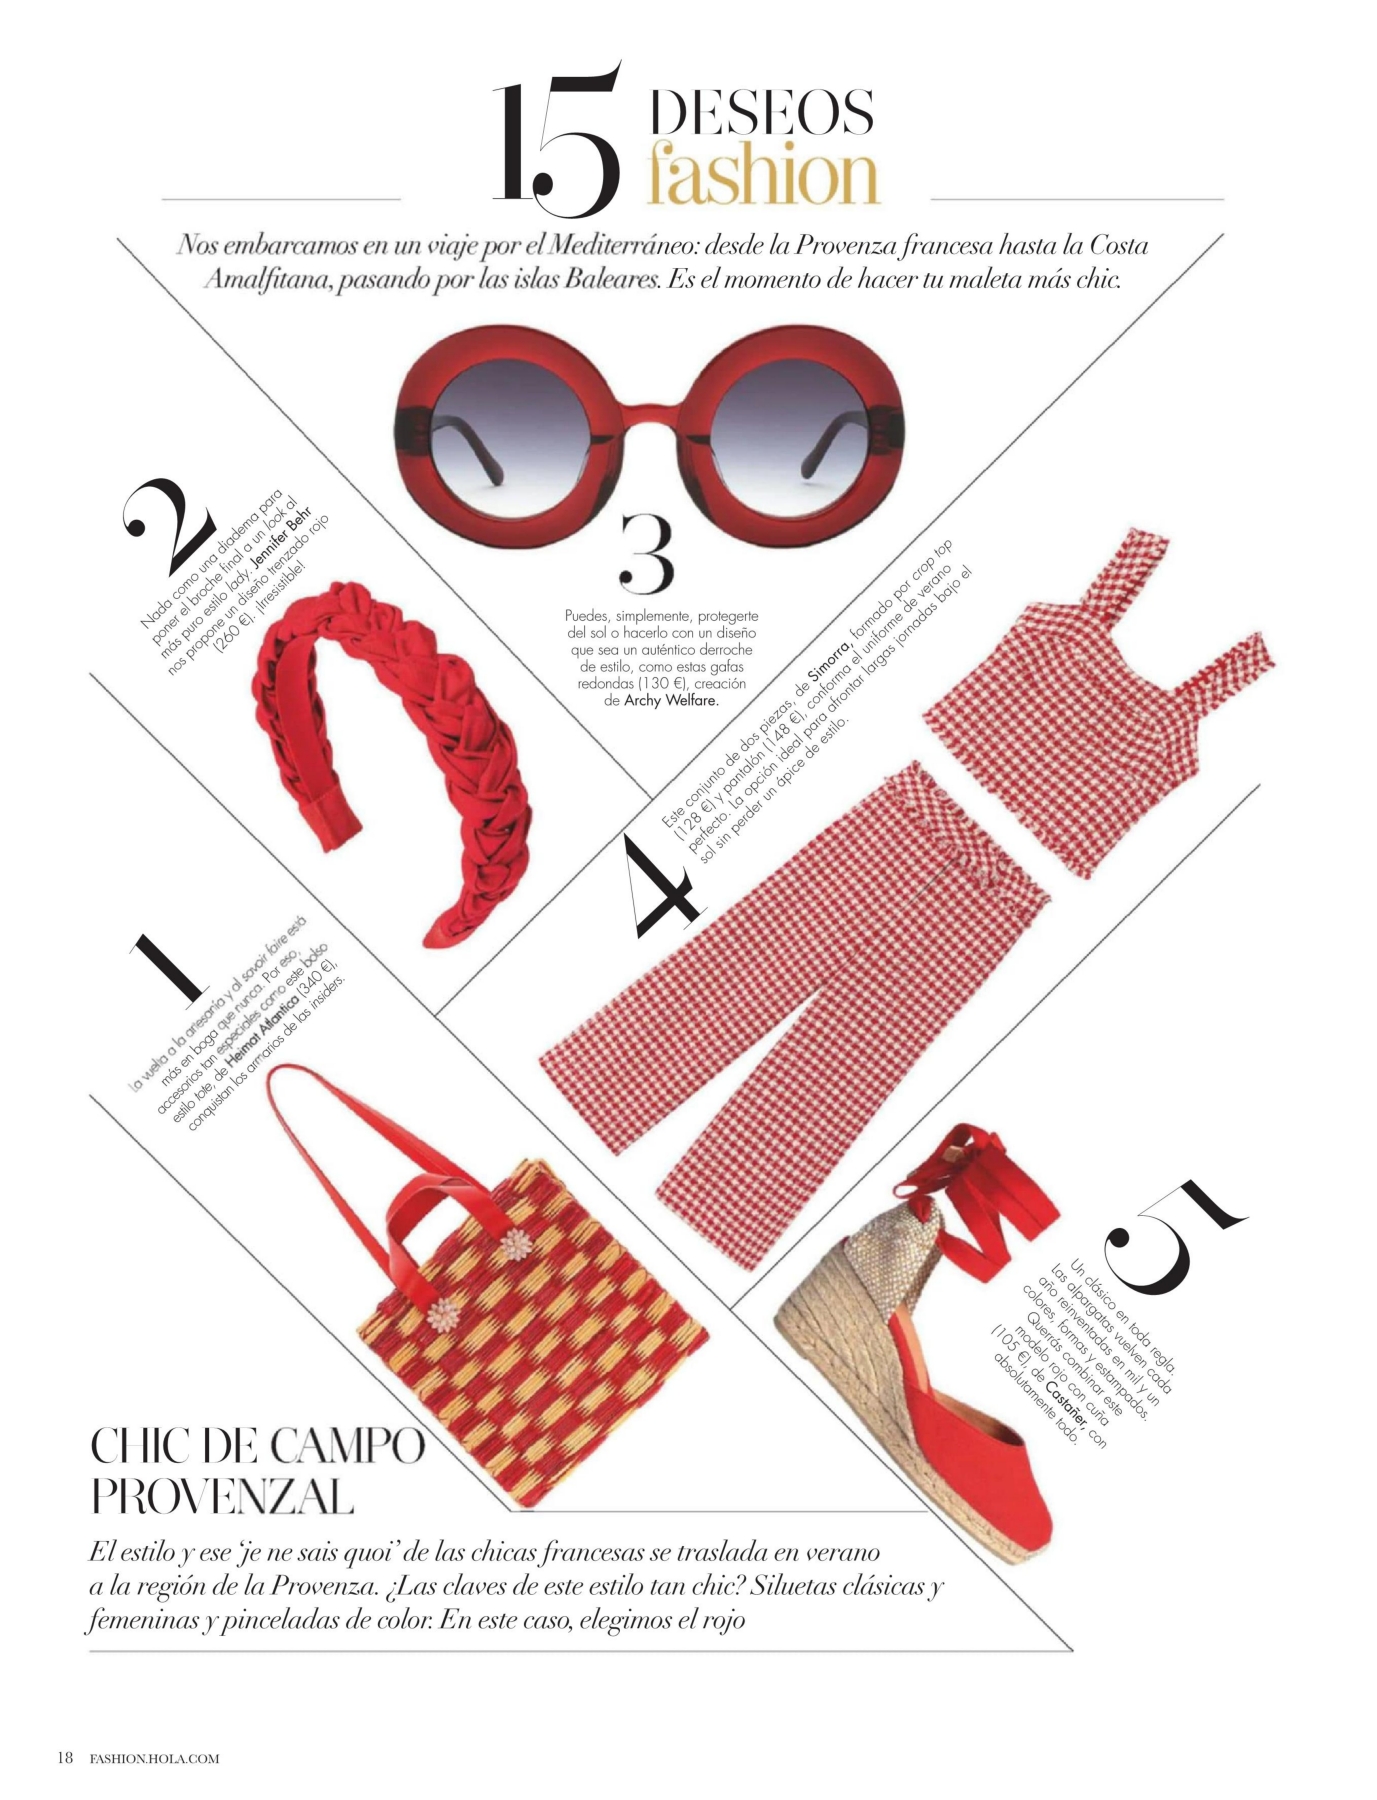 15 DESEOS
fashion
Nos embarcamos en un viaje por el Mediterráneo: desde la Provenza francesa hasta la Costa
Amalfitana, pasando por las islas Baleares. Es el momento de hacer tu maleta más chic.
2
Nada como una diadema para
poner el broche final a un look al
más puro estilo lady. Jennifer Behr
nos propone un diseño trenzado rojo
(260 €). ¡Irresistible!
3
Puedes, simplemente, protegerte
del sol o hacerlo con un diseño
que sea un auténtico derroche
de estilo, como estas gafas
redondas (130 €), creación
de Archy Welfare.
4
Este conjunto de dos piezas, de Simorra, formado por crop top
(128 €) y pantalón (148 €), conforma el uniforme de verano
perfecto. La opción ideal para afrontar largas jornadas bajo el
sol sin perder un ápice de estilo.
1
La vuelta a la artesanía y al savoir faire está
más en boga que nunca. Por eso,
accesorios tan especiales como este bolso
estilo tote, de Heimat Atlantica (340 €),
conquistan los armarios de las insiders.
5
Un clásico en toda regla.
Las alpargatas vuelven cada
año reinventadas en mil y un
colores, formas y estampados.
Querrás combinar este
modelo rojo con cuña
(105 €), de Castañer, con
absolutamente todo.
CHIC DE CAMPO
PROVENZAL
El estilo y ese ‘je ne sais quoi’ de las chicas francesas se traslada en verano
a la región de la Provenza. ¿Las claves de este estilo tan chic? Siluetas clásicas y
femeninas y pinceladas de color. En este caso, elegimos el rojo
18 FASHION.HOLA.COM